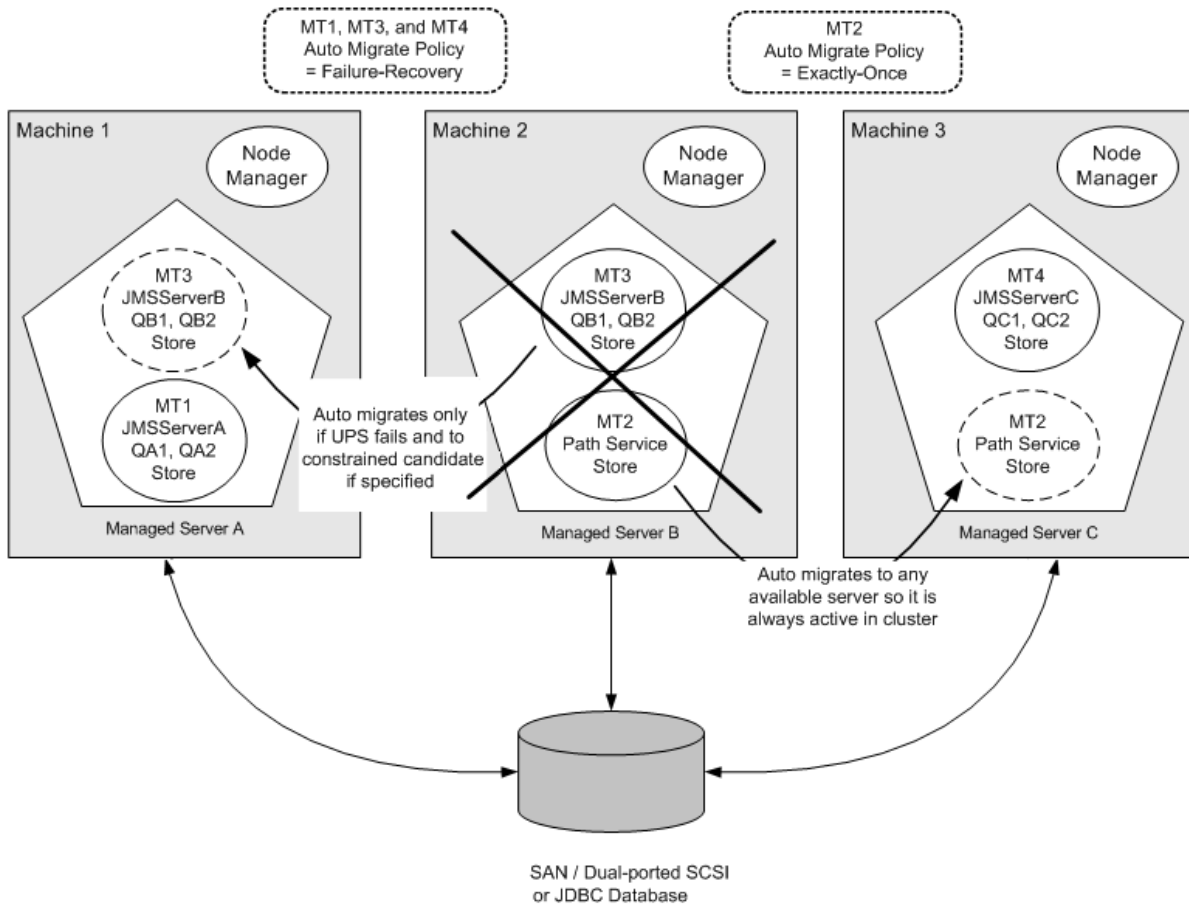 MT1, MT3, and MT4
Auto Migrate Policy
= Failure-Recovery
MT2
Auto Migrate Policy
= Exactly-Once
Machine 1
Node
Manager
MT3
JMSServerB
QB1, QB2
Store
MT1
JMSServerA
QA1, QA2
Store
Managed Server A
Auto migrates only
if UPS fails and to
constrained candidate
if specified
Machine 2
Node
Manager
MT3
JMSServerB
QB1, QB2
Store
MT2
Path Service
Store
Managed Server B
Machine 3
Node
Manager
MT4
JMSServerC
QC1, QC2
Store
MT2
Path Service
Store
Managed Server C
Auto migrates to any
available server so it is
always active in cluster
SAN / Dual-ported SCSI
or JDBC Database